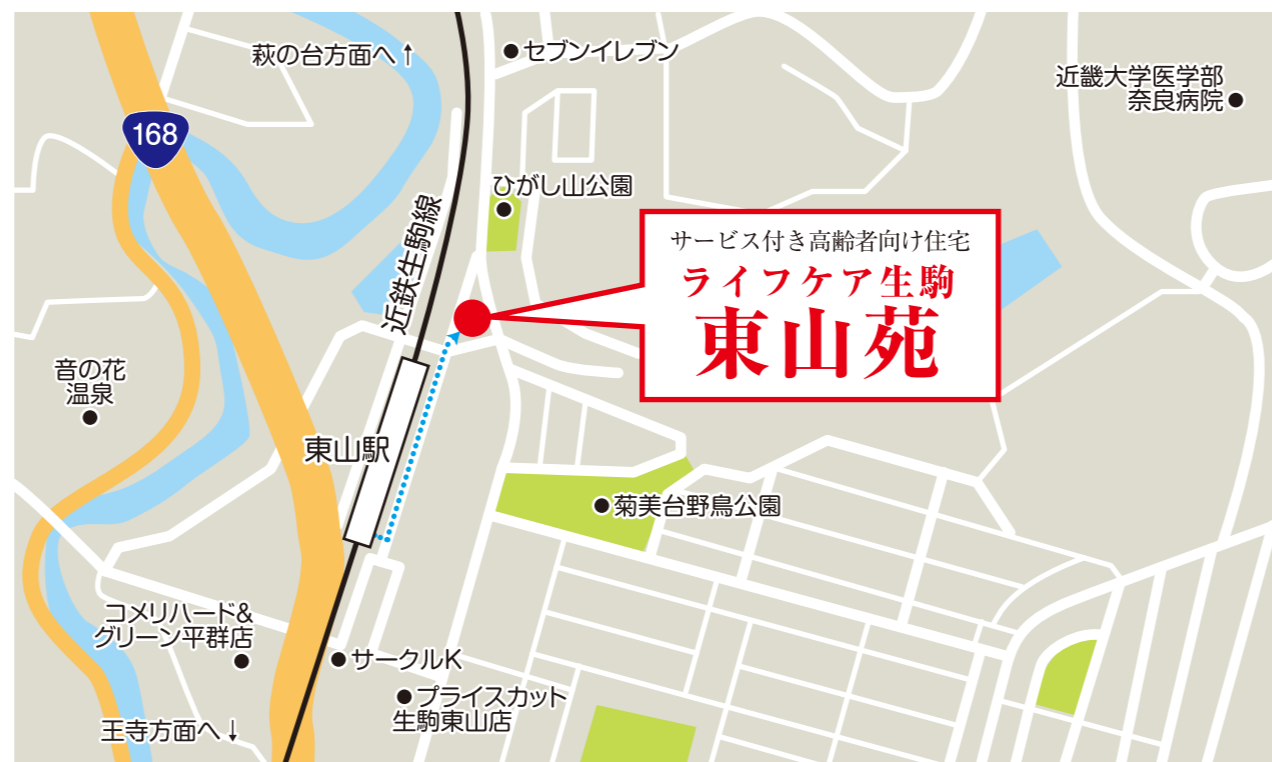 萩の台方面へ↑
セブンイレブン
近畿大学医学部
奈良病院
168
ひがし山公園
近鉄生駒線
サービス付き高齢者向け住宅
ライフケア生駒
東山苑
音の花
温泉
東山駅
菊美台野鳥公園
コメリハード&
グリーン平群店
サークルK
プライスカット
生駒東山店
王寺方面へ↓